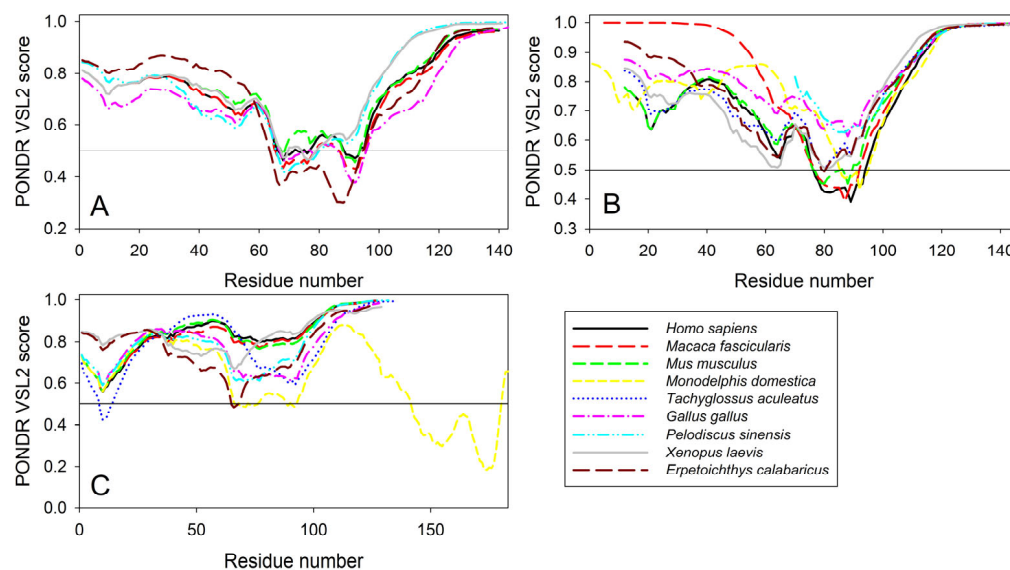 1.0
0.8
0.6
0.4
0.2
PONDR VSL2 score
A
0 20 40 60 80 100 120 140
Residue number
1.0
0.9
0.8
0.7
0.6
0.5
0.4
0.3
PONDR VSL2 score
B
0 20 40 60 80 100 120 140
Residue number
1.0
0.8
0.6
0.4
0.2
0.0
PONDR VSL2 score
C
0 50 100 150
Residue number
Homo sapiens
Macaca fascicularis
Mus musculus
Monodelphis domestica
Tachyglossus aculeatus
Gallus gallus
Pelodiscus sinensis
Xenopus laevis
Erpetoichthys calabaricus